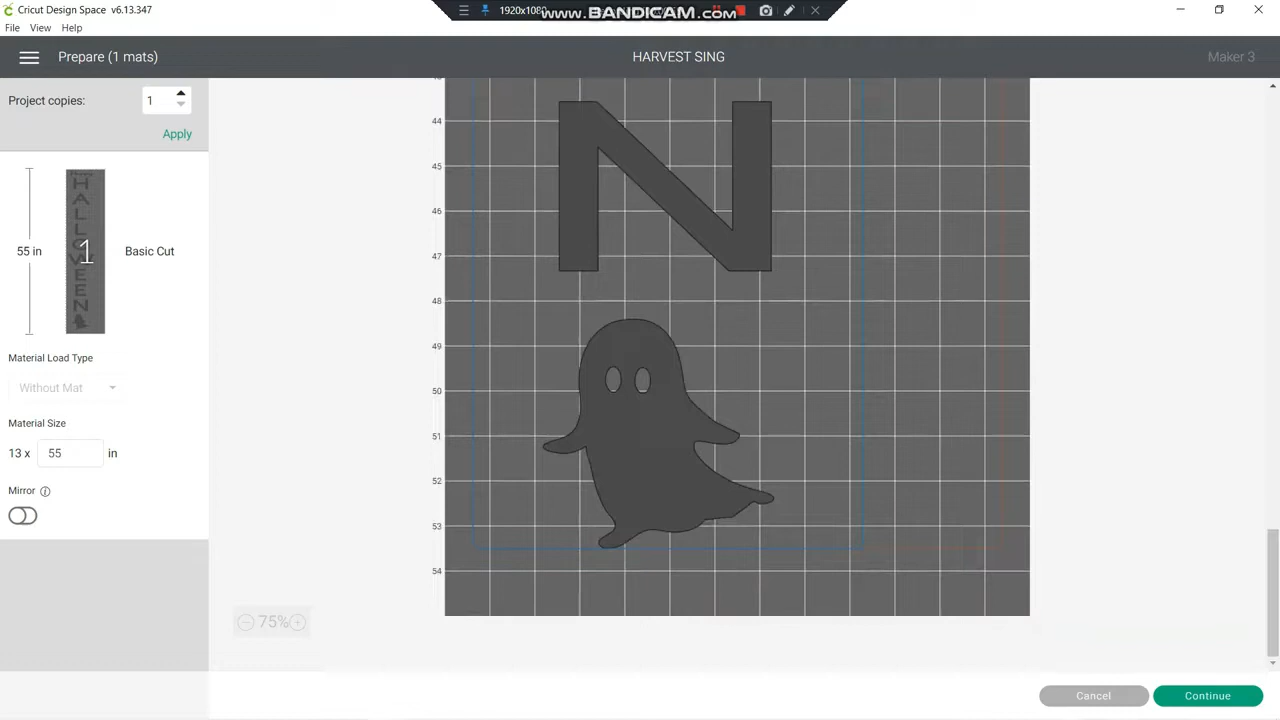 Cricut Design Space v6.13.347
1920x1080
www.BANDICAM.com
File View Help
Prepare (1 mats)
HARVEST SING
Maker 3
Project copies:
1
Apply
55 in
HALLOWEEN
1
Basic Cut
Material Load Type
Without Mat
Material Size
13 x 55 in
Mirror
75%
44
45
46
47
48
49
50
51
52
53
54
N
Cancel
Continue